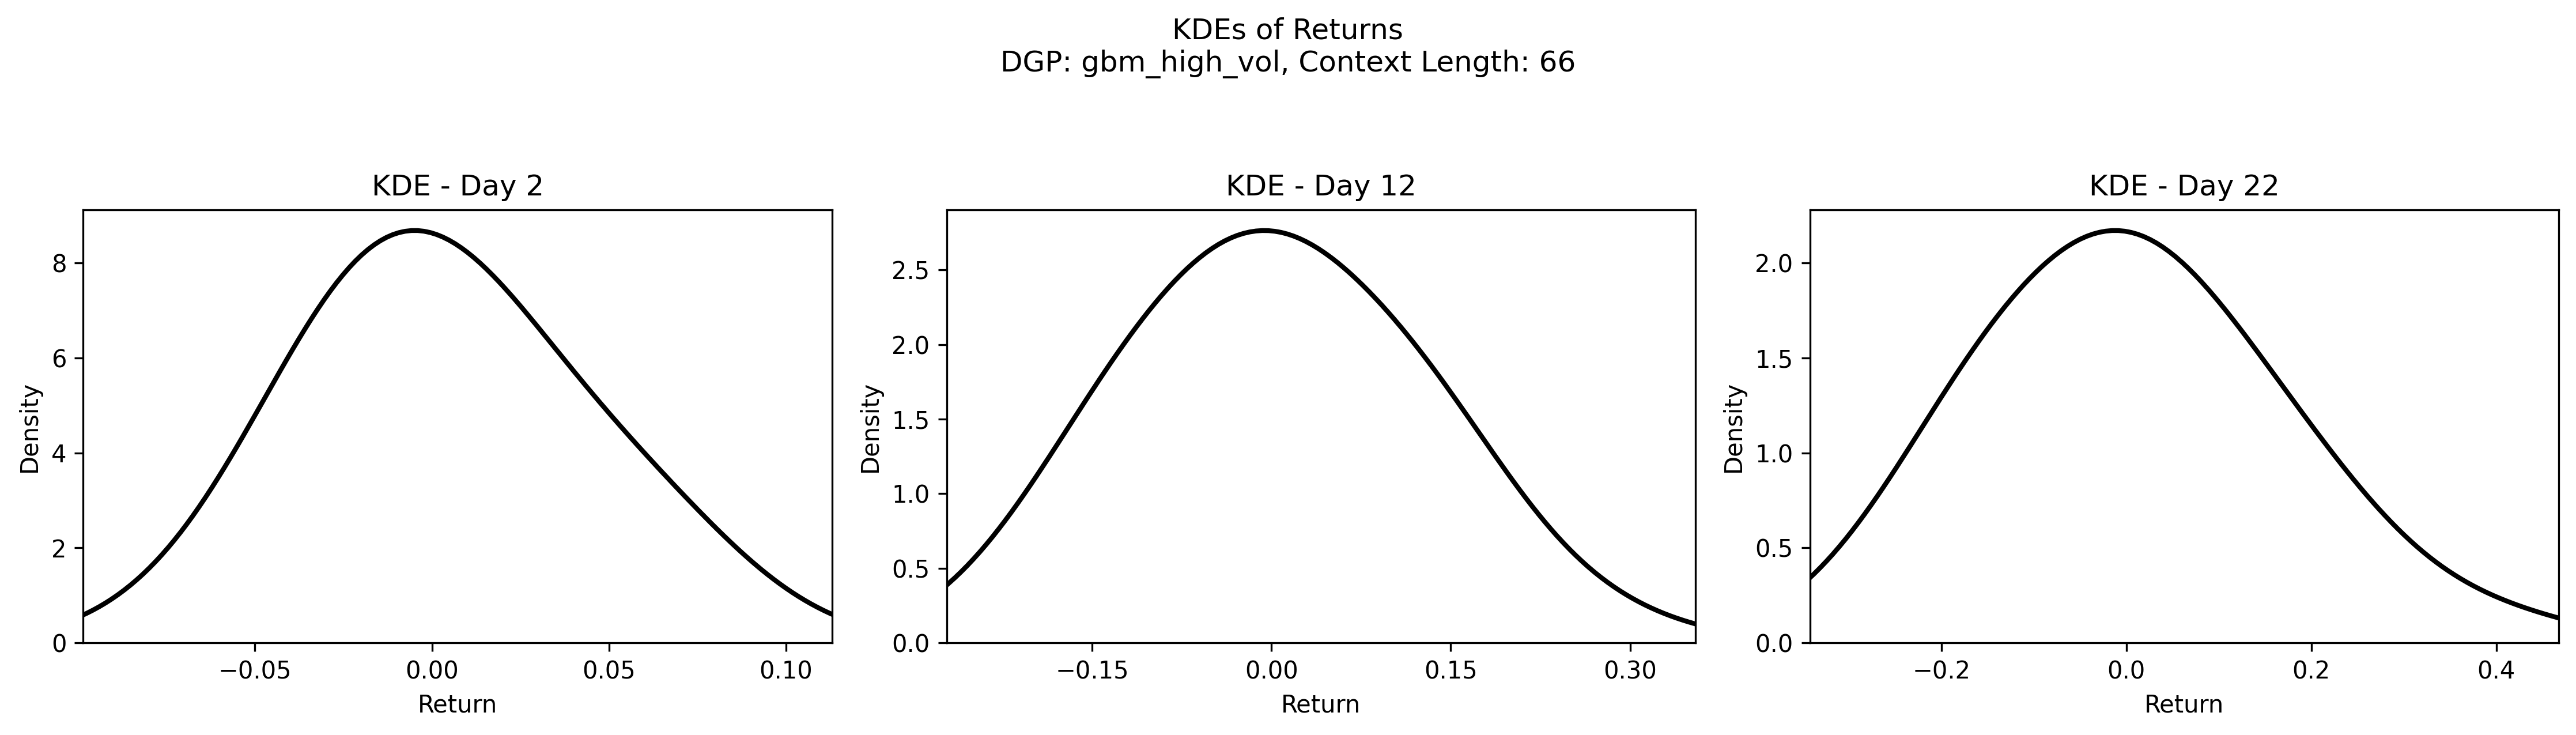 KDEs of Returns
DGP: gbm_high_vol, Context Length: 66
KDE - Day 2
8
6
4
2
0
Density
−0.05
0.00
0.05
0.10
Return
KDE - Day 12
2.5
2.0
1.5
1.0
0.5
0.0
Density
−0.15
0.00
0.15
0.30
Return
KDE - Day 22
2.0
1.5
1.0
0.5
0.0
Density
−0.2
0.0
0.2
0.4
Return